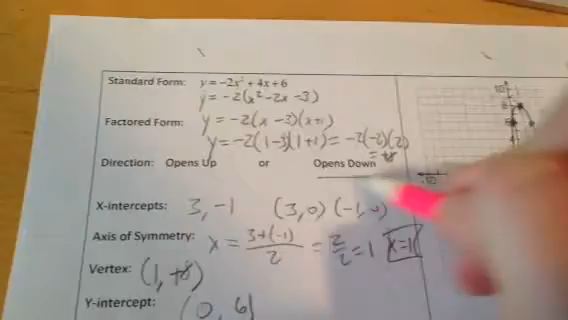 Standard Form: y = -2x² + 4x + 6
y = -2(x² - 2x - 3)
Factored Form: y = -2(x - 3)(x + 1)
y = -2(1 - 3)(1 + 1) = -2(-2)(2)
Direction: Opens Up or Opens Down
X-intercepts: 3, -1 (3, 0) (-1, 0)
Axis of Symmetry: x = 3+(-1)/2 = 2/2 = 1 x=1
Vertex: (1,
Y-intercept: (0, 6)